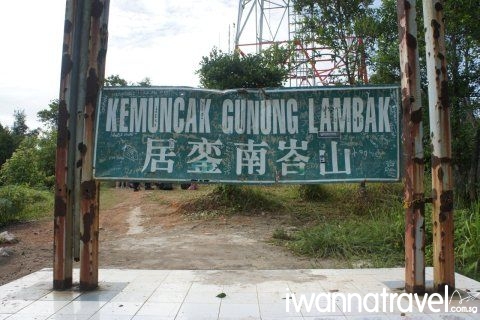 KEMUNCAK GUNUNG LAMBAK
居銮南峇山
iwannatravel.com.sg